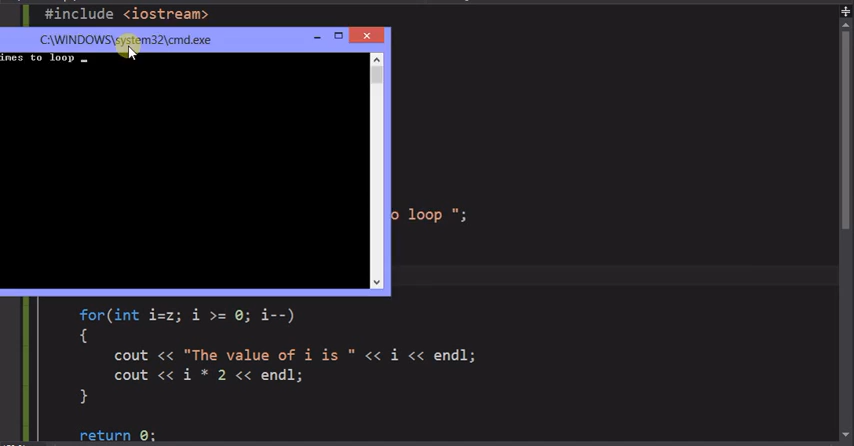 #include <iostream>
C:\WINDOWS\system32\cmd.exe
to loop _
o loop ";
for(int i=z; i >= 0; i--)
{
cout << "The value of i is " << i << endl;
cout << i * 2 << endl;
}
return 0;